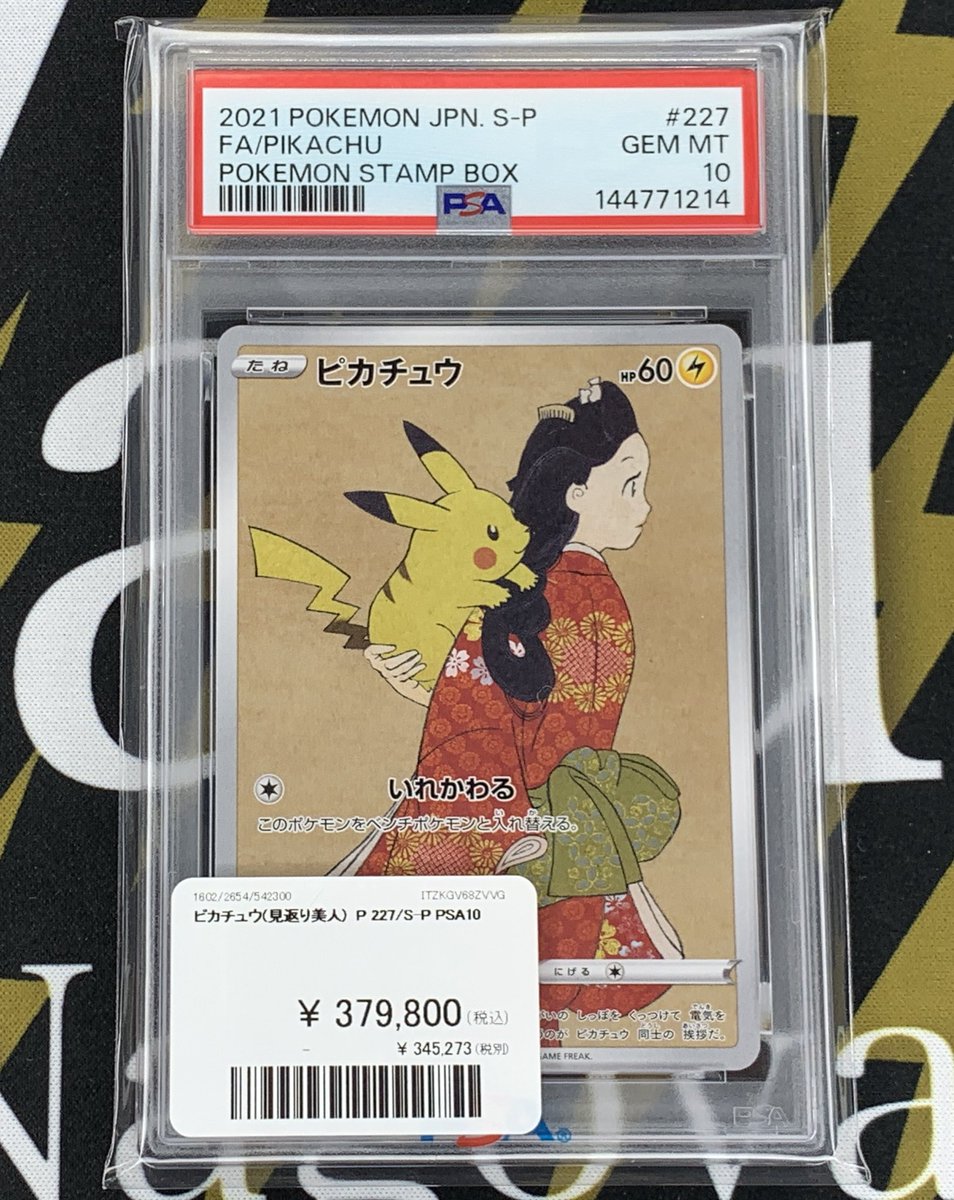 2021 POKEMON JPN. S-P #227
FA/PIKACHU GEM MT
POKEMON STAMP BOX 10
PSA 144771214
たね ピカチュウ HP60
いれかわる
このポケモンをベンチポケモンと入れ替える。
にげる
しっぽを くっつけて 電気を
ピカチュウ 同士の 挨拶だ。
GAME FREAK.
1602/2654/542300 ITZKGV68ZVVG
ピカチュウ(見返り美人) P 227/S-P PSA10
¥ 379,800(税込)
¥ 345,273(税別)
PSA
PSA
a
Nagoya